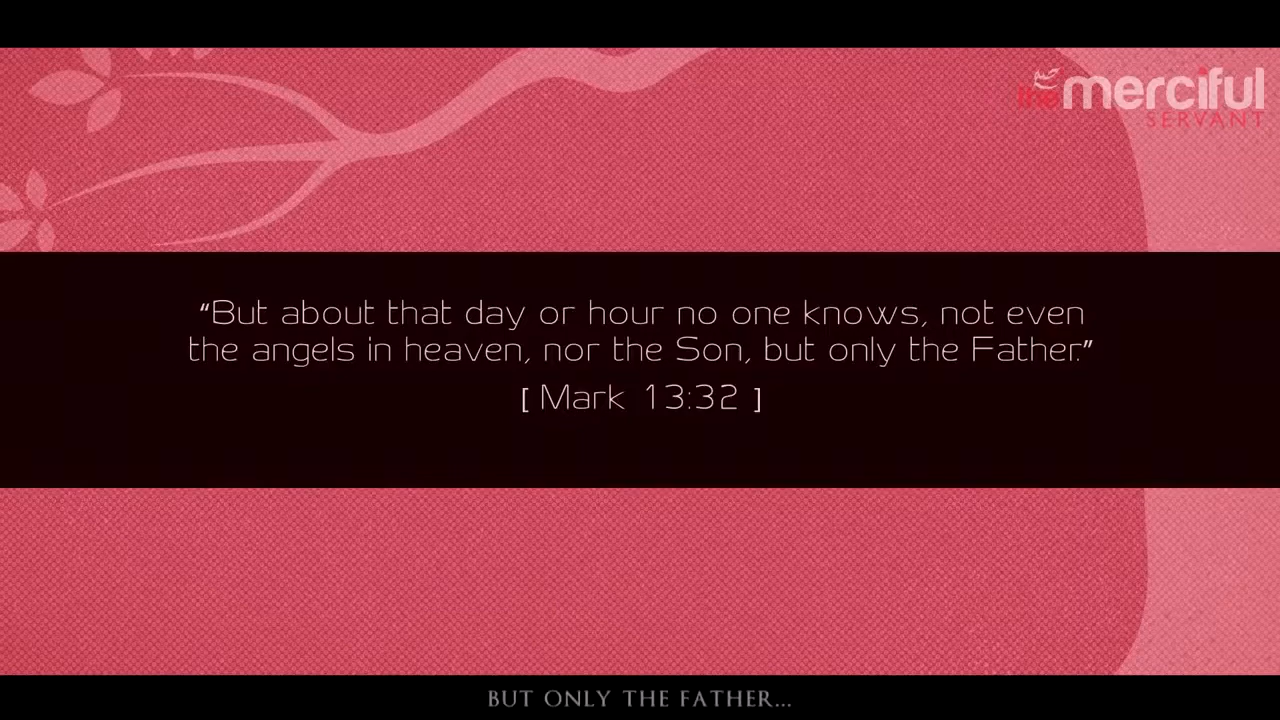 the merciful
SERVANT
“But about that day or hour no one knows, not even
the angels in heaven, nor the Son, but only the Father.”
[ Mark 13:32 ]
BUT ONLY THE FATHER...